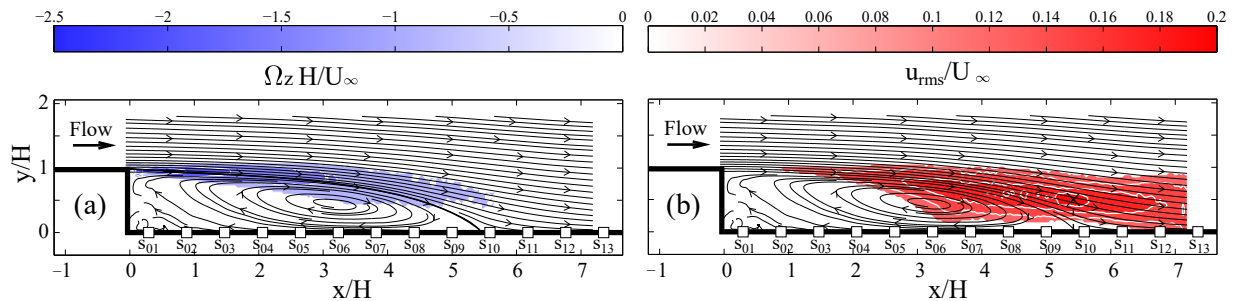 −2.5 −2 −1.5 −1 −0.5 0
Ωz H/U∞
2
1
0
y/H
Flow
(a)
S01 S02 S03 S04 S05 S06 S07 S08 S09 S10 S11 S12 S13
−1 0 1 2 3 4 5 6 7
x/H
0 0.02 0.04 0.06 0.08 0.1 0.12 0.14 0.16 0.18 0.2
urms/U∞
Flow
(b)
S01 S02 S03 S04 S05 S06 S07 S08 S09 S10 S11 S12 S13
−1 0 1 2 3 4 5 6 7
x/H